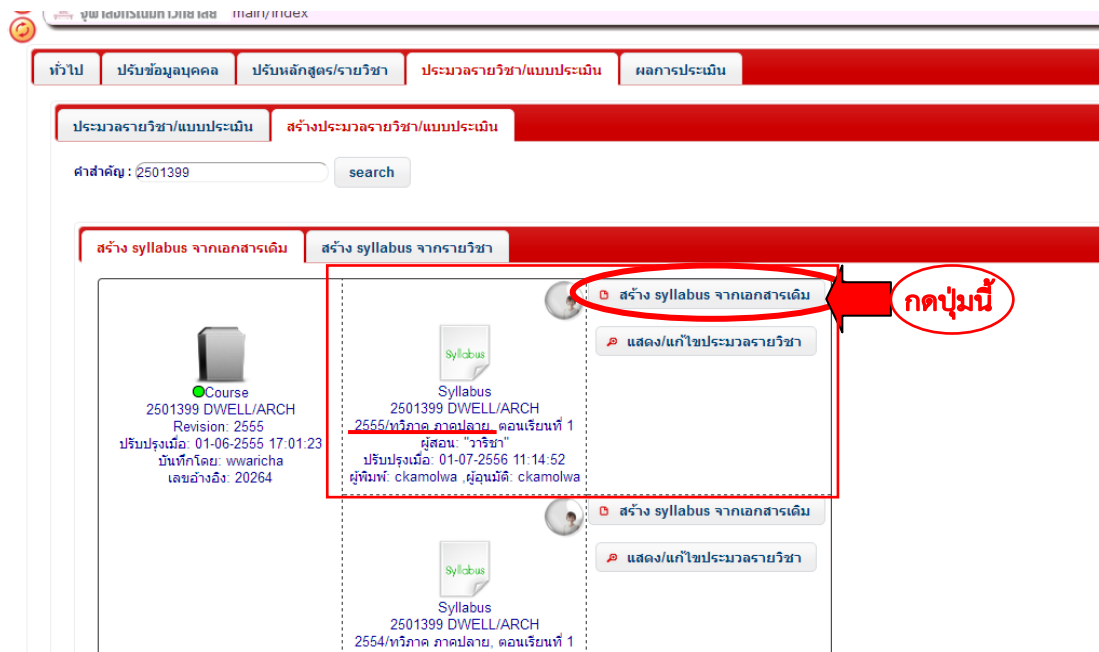 main/index
ทั่วไป ปรับข้อมูลบุคคล ปรับหลักสูตร/รายวิชา ประมวลรายวิชา/แบบประเมิน ผลการประเมิน
ประมวลรายวิชา/แบบประเมิน สร้างประมวลรายวิชา/แบบประเมิน
คำสำคัญ : 2501399 search
สร้าง syllabus จากเอกสารเดิม สร้าง syllabus จากรายวิชา
Course
2501399 DWELL/ARCH
Revision: 2555
ปรับปรุงเมื่อ: 01-06-2555 17:01:23
บันทึกโดย: wwaricha
เลขอ้างอิง: 20264
Syllabus
Syllabus
2501399 DWELL/ARCH
2555/ทวิภาค ภาคปลาย, ตอนเรียนที่ 1
ผู้สอน: "วาริชา"
ปรับปรุงเมื่อ: 01-07-2556 11:14:52
ผู้พิมพ์: ckamolwa ,ผู้อนุมัติ: ckamolwa
สร้าง syllabus จากเอกสารเดิม
กดปุ่มนี้
แสดง/แก้ไขประมวลรายวิชา
Syllabus
Syllabus
2501399 DWELL/ARCH
2554/ทวิภาค ภาคปลาย, ตอนเรียนที่ 1
สร้าง syllabus จากเอกสารเดิม
แสดง/แก้ไขประมวลรายวิชา